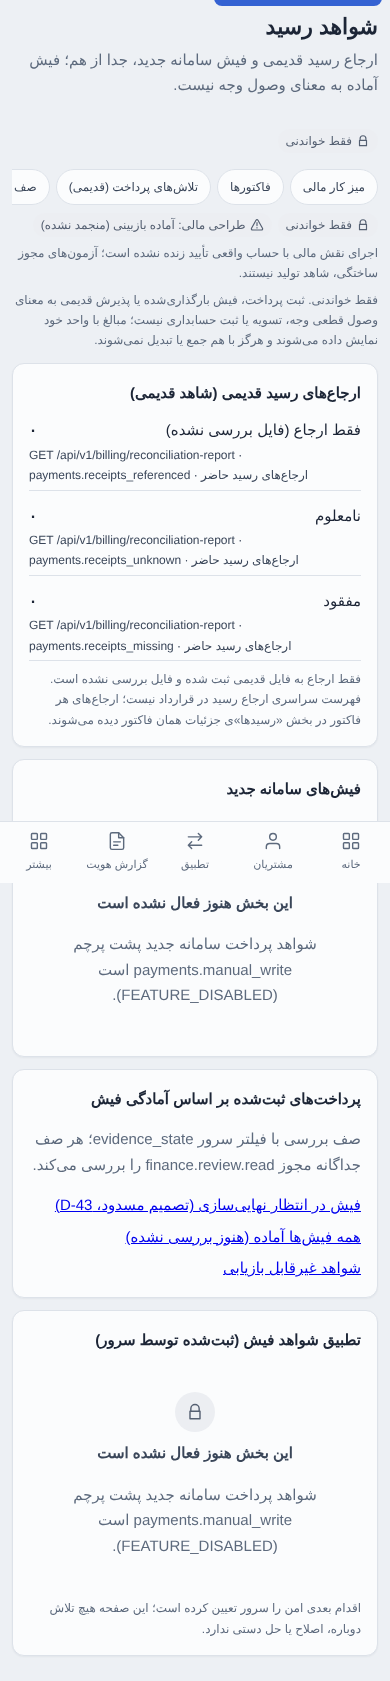 شواهد رسید
ارجاع رسید قدیمی و فیش سامانه جدید، جدا از هم؛ فیش
آماده به معنای وصول وجه نیست.
فقط خواندنی
میز کار مالی
فاکتورها
تلاش‌های پرداخت (قدیمی)
صف
فقط خواندنی
طراحی مالی: آماده بازبینی (منجمد نشده)
اجرای نقش مالی با حساب واقعی تأیید زنده نشده است؛ آزمون‌های مجوز
ساختگی، شاهد تولید نیستند.
فقط خواندنی. ثبت پرداخت، فیش بارگذاری‌شده یا پذیرش قدیمی به معنای
وصول قطعی وجه، تسویه یا ثبت حسابداری نیست؛ مبالغ با واحد خود
نمایش داده می‌شوند و هرگز با هم جمع یا تبدیل نمی‌شوند.
ارجاع‌های رسید قدیمی (شاهد قدیمی)
فقط ارجاع (فایل بررسی نشده)
۰
GET /api/v1/billing/reconciliation-report ·
payments.receipts_referenced · ارجاع‌های رسید حاضر
نامعلوم
۰
GET /api/v1/billing/reconciliation-report ·
payments.receipts_unknown · ارجاع‌های رسید حاضر
مفقود
۰
GET /api/v1/billing/reconciliation-report ·
payments.receipts_missing · ارجاع‌های رسید حاضر
فقط ارجاع به فایل قدیمی ثبت شده و فایل بررسی نشده است.
فهرست سراسری ارجاع رسید در قرارداد نیست؛ ارجاع‌های هر
فاکتور در بخش «رسیدها»ی جزئیات همان فاکتور دیده می‌شوند.
فیش‌های سامانه جدید
خانه
مشتریان
تطبیق
گزارش هویت
بیشتر
این بخش هنوز فعال نشده است
شواهد پرداخت سامانه جدید پشت پرچم
payments.manual_write است
(FEATURE_DISABLED).
پرداخت‌های ثبت‌شده بر اساس آمادگی فیش
صف بررسی با فیلتر سرور evidence_state؛ هر صف
جداگانه مجوز finance.review.read را بررسی می‌کند.
فیش در انتظار نهایی‌سازی (تصمیم مسدود، D-43)
همه فیش‌ها آماده (هنوز بررسی نشده)
شواهد غیرقابل بازیابی
تطبیق شواهد فیش (ثبت‌شده توسط سرور)
این بخش هنوز فعال نشده است
شواهد پرداخت سامانه جدید پشت پرچم
payments.manual_write است
(FEATURE_DISABLED).
اقدام بعدی امن را سرور تعیین کرده است؛ این صفحه هیچ تلاش
دوباره، اصلاح یا حل دستی ندارد.